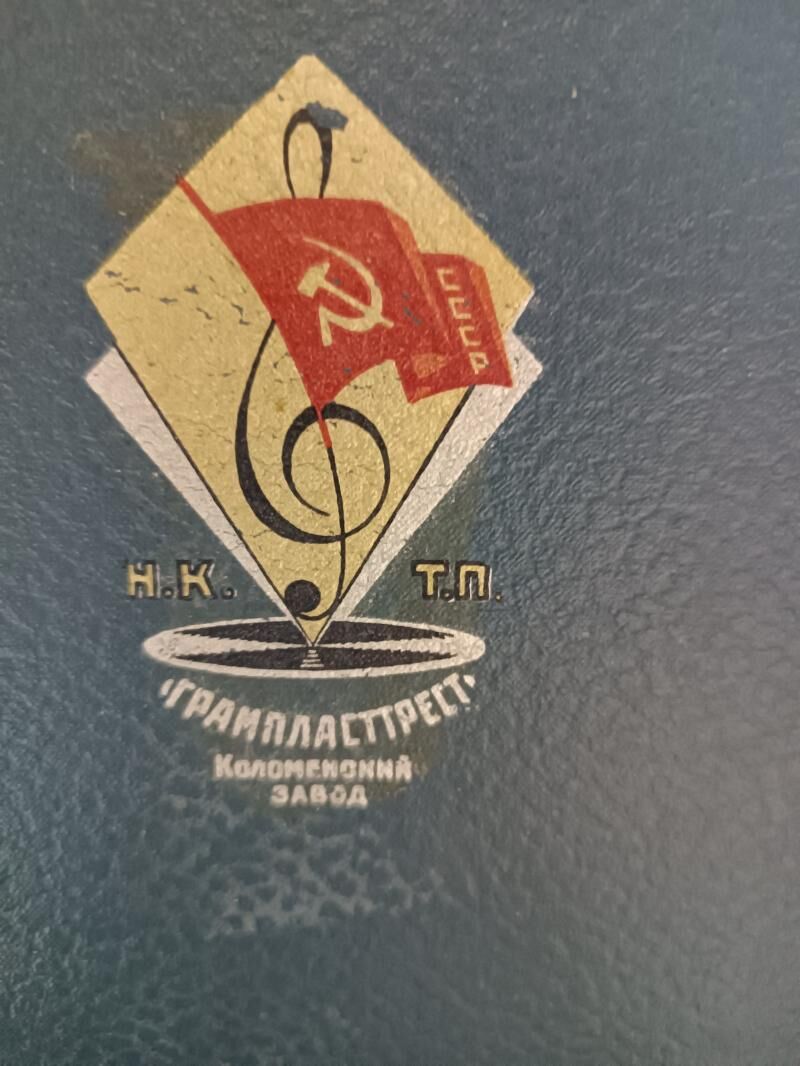 СССР
Н.К. Т.П.
"ГРАМПЛАСТТРЕСТ"
КОЛОМЕНСКИЙ
ЗАВОД